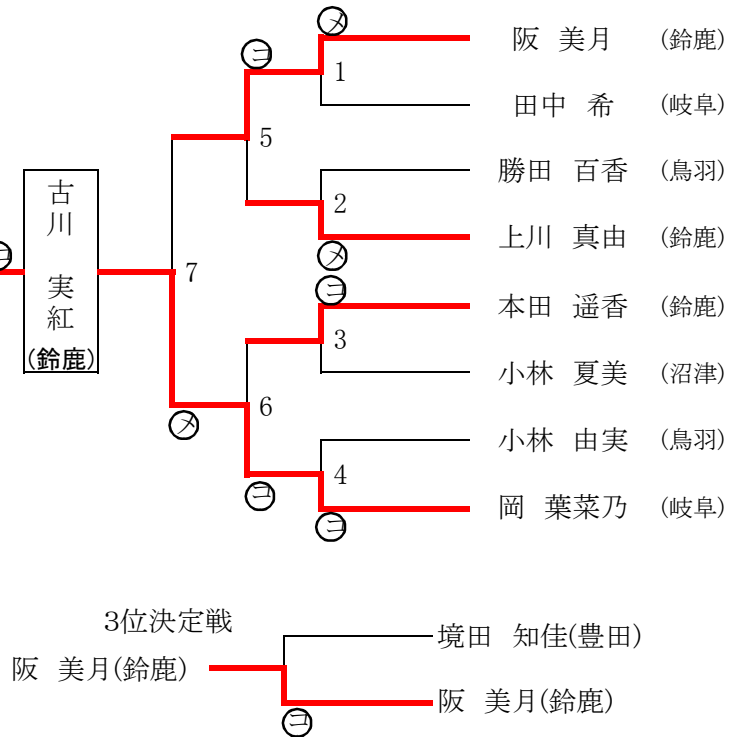 ㋱
阪 美月 (鈴鹿)
㋙
1
田中 希 (岐阜)
5
勝田 百香 (鳥羽)
2
上川 真由 (鈴鹿)
㋱
古川 実紅
(鈴鹿)
㋙
7
㋙
本田 遥香 (鈴鹿)
3
小林 夏美 (沼津)
6
㋱
小林 由実 (鳥羽)
4
㋙
岡 葉菜乃 (岐阜)
㋙
3位決定戦
境田 知佳(豊田)
阪 美月(鈴鹿)
阪 美月(鈴鹿)
㋙